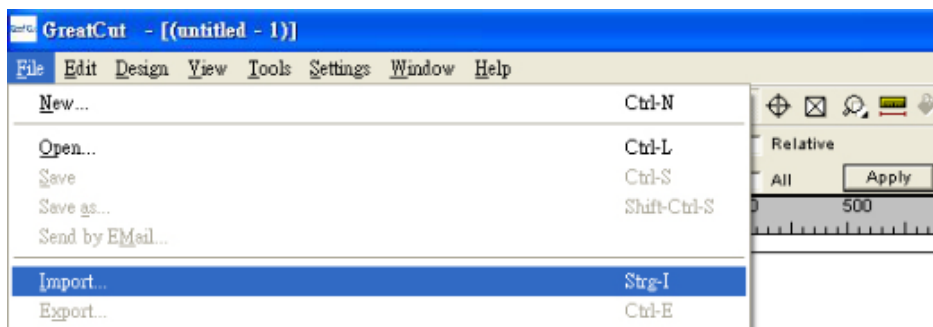 GreatCut - [(untitled - 1)]
File Edit Design View Tools Settings Window Help
New... Ctrl-N
Open... Ctrl-L
Relative
Save Ctrl-S
All Apply
Save as... Shift-Ctrl-S
500
Send by EMail...
Import... Strg-I
Export... Ctrl-E